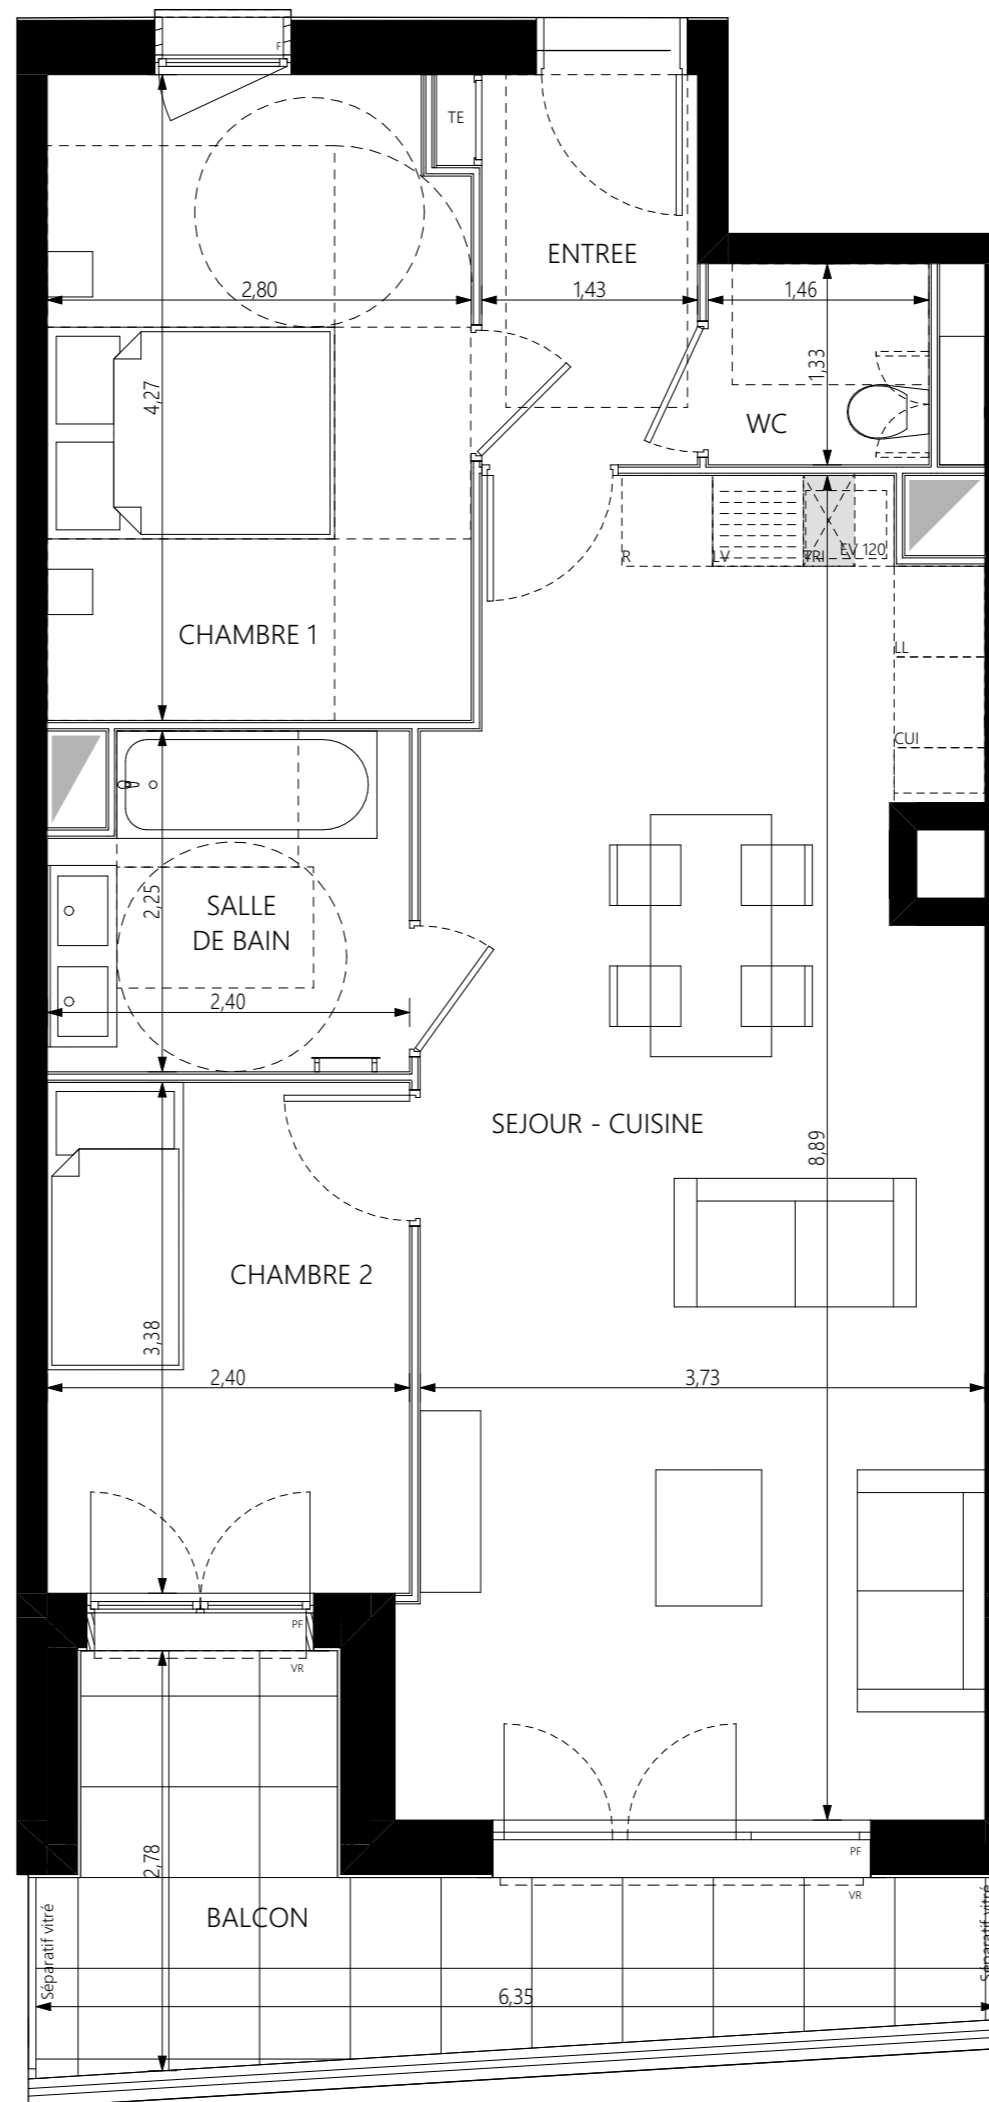 F
TE
ENTREE
2,80
1,43
1,46
4,27
1,33
WC
R
LV
TRI
EV 120
CHAMBRE 1
LL
CUI
SALLE
DE BAIN
2,25
2,40
SEJOUR - CUISINE
8,89
CHAMBRE 2
3,38
2,40
3,73
PF
VR
2,78
PF
VR
BALCON
Séparatif vitré
Séparatif vitré
6,35